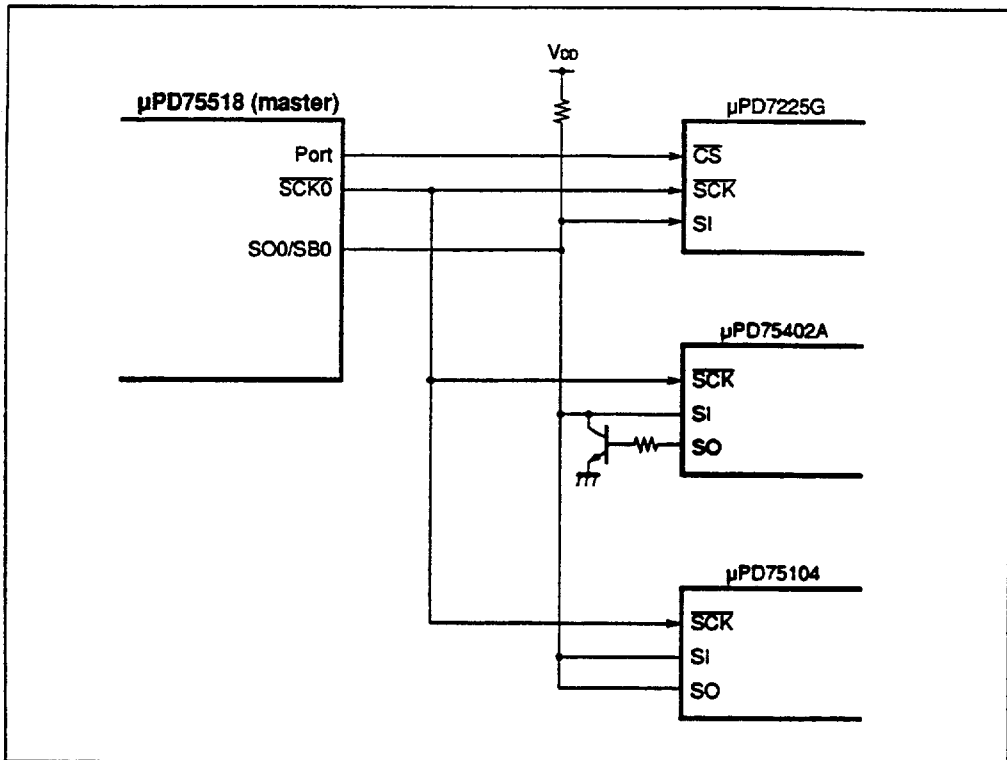 VDD
μPD75518 (master)
Port
SCK0
SO0/SB0
μPD7225G
CS
SCK
SI
μPD75402A
SCK
SI
SO
μPD75104
SCK
SI
SO